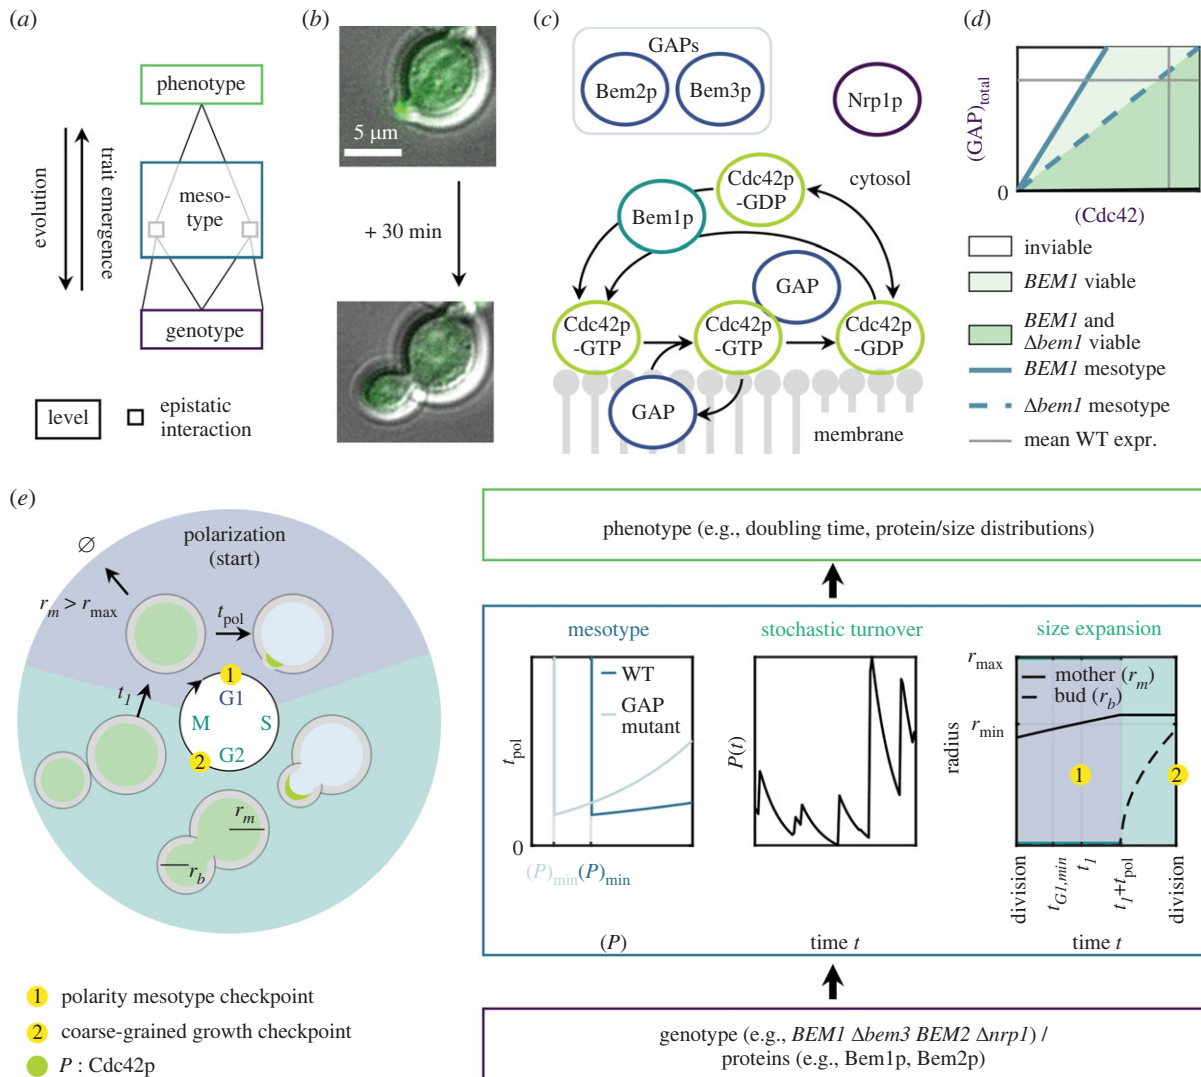 (a)
phenotype
meso-
type
genotype
evolution
trait emergence
level
epistatic
interaction
(b)
5 μm
+ 30 min
(c)
GAPs
Bem2p
Bem3p
Nrp1p
Cdc42p
-GDP
cytosol
Bem1p
GAP
Cdc42p
-GTP
Cdc42p
-GTP
Cdc42p
-GDP
GAP
membrane
(d)
(GAP)total
0
(Cdc42)
inviable
BEM1 viable
BEM1 and
Δbem1 viable
BEM1 mesotype
Δbem1 mesotype
mean WT expr.
(e)
polarization
(start)
∅
rm > rmax
tpol
t1
1
G1
M
S
G2
2
rm
rb
1 polarity mesotype checkpoint
2 coarse-grained growth checkpoint
P : Cdc42p
phenotype (e.g., doubling time, protein/size distributions)
mesotype
WT
GAP
mutant
tpol
0
(P)min(P)min
(P)
stochastic turnover
P(t)
time t
size expansion
rmax
mother (rm)
bud (rb)
rmin
radius
1
2
division
tG1,min
t1
t1+tpol
division
time t
genotype (e.g., BEM1 Δbem3 BEM2 Δnrp1) /
proteins (e.g., Bem1p, Bem2p)